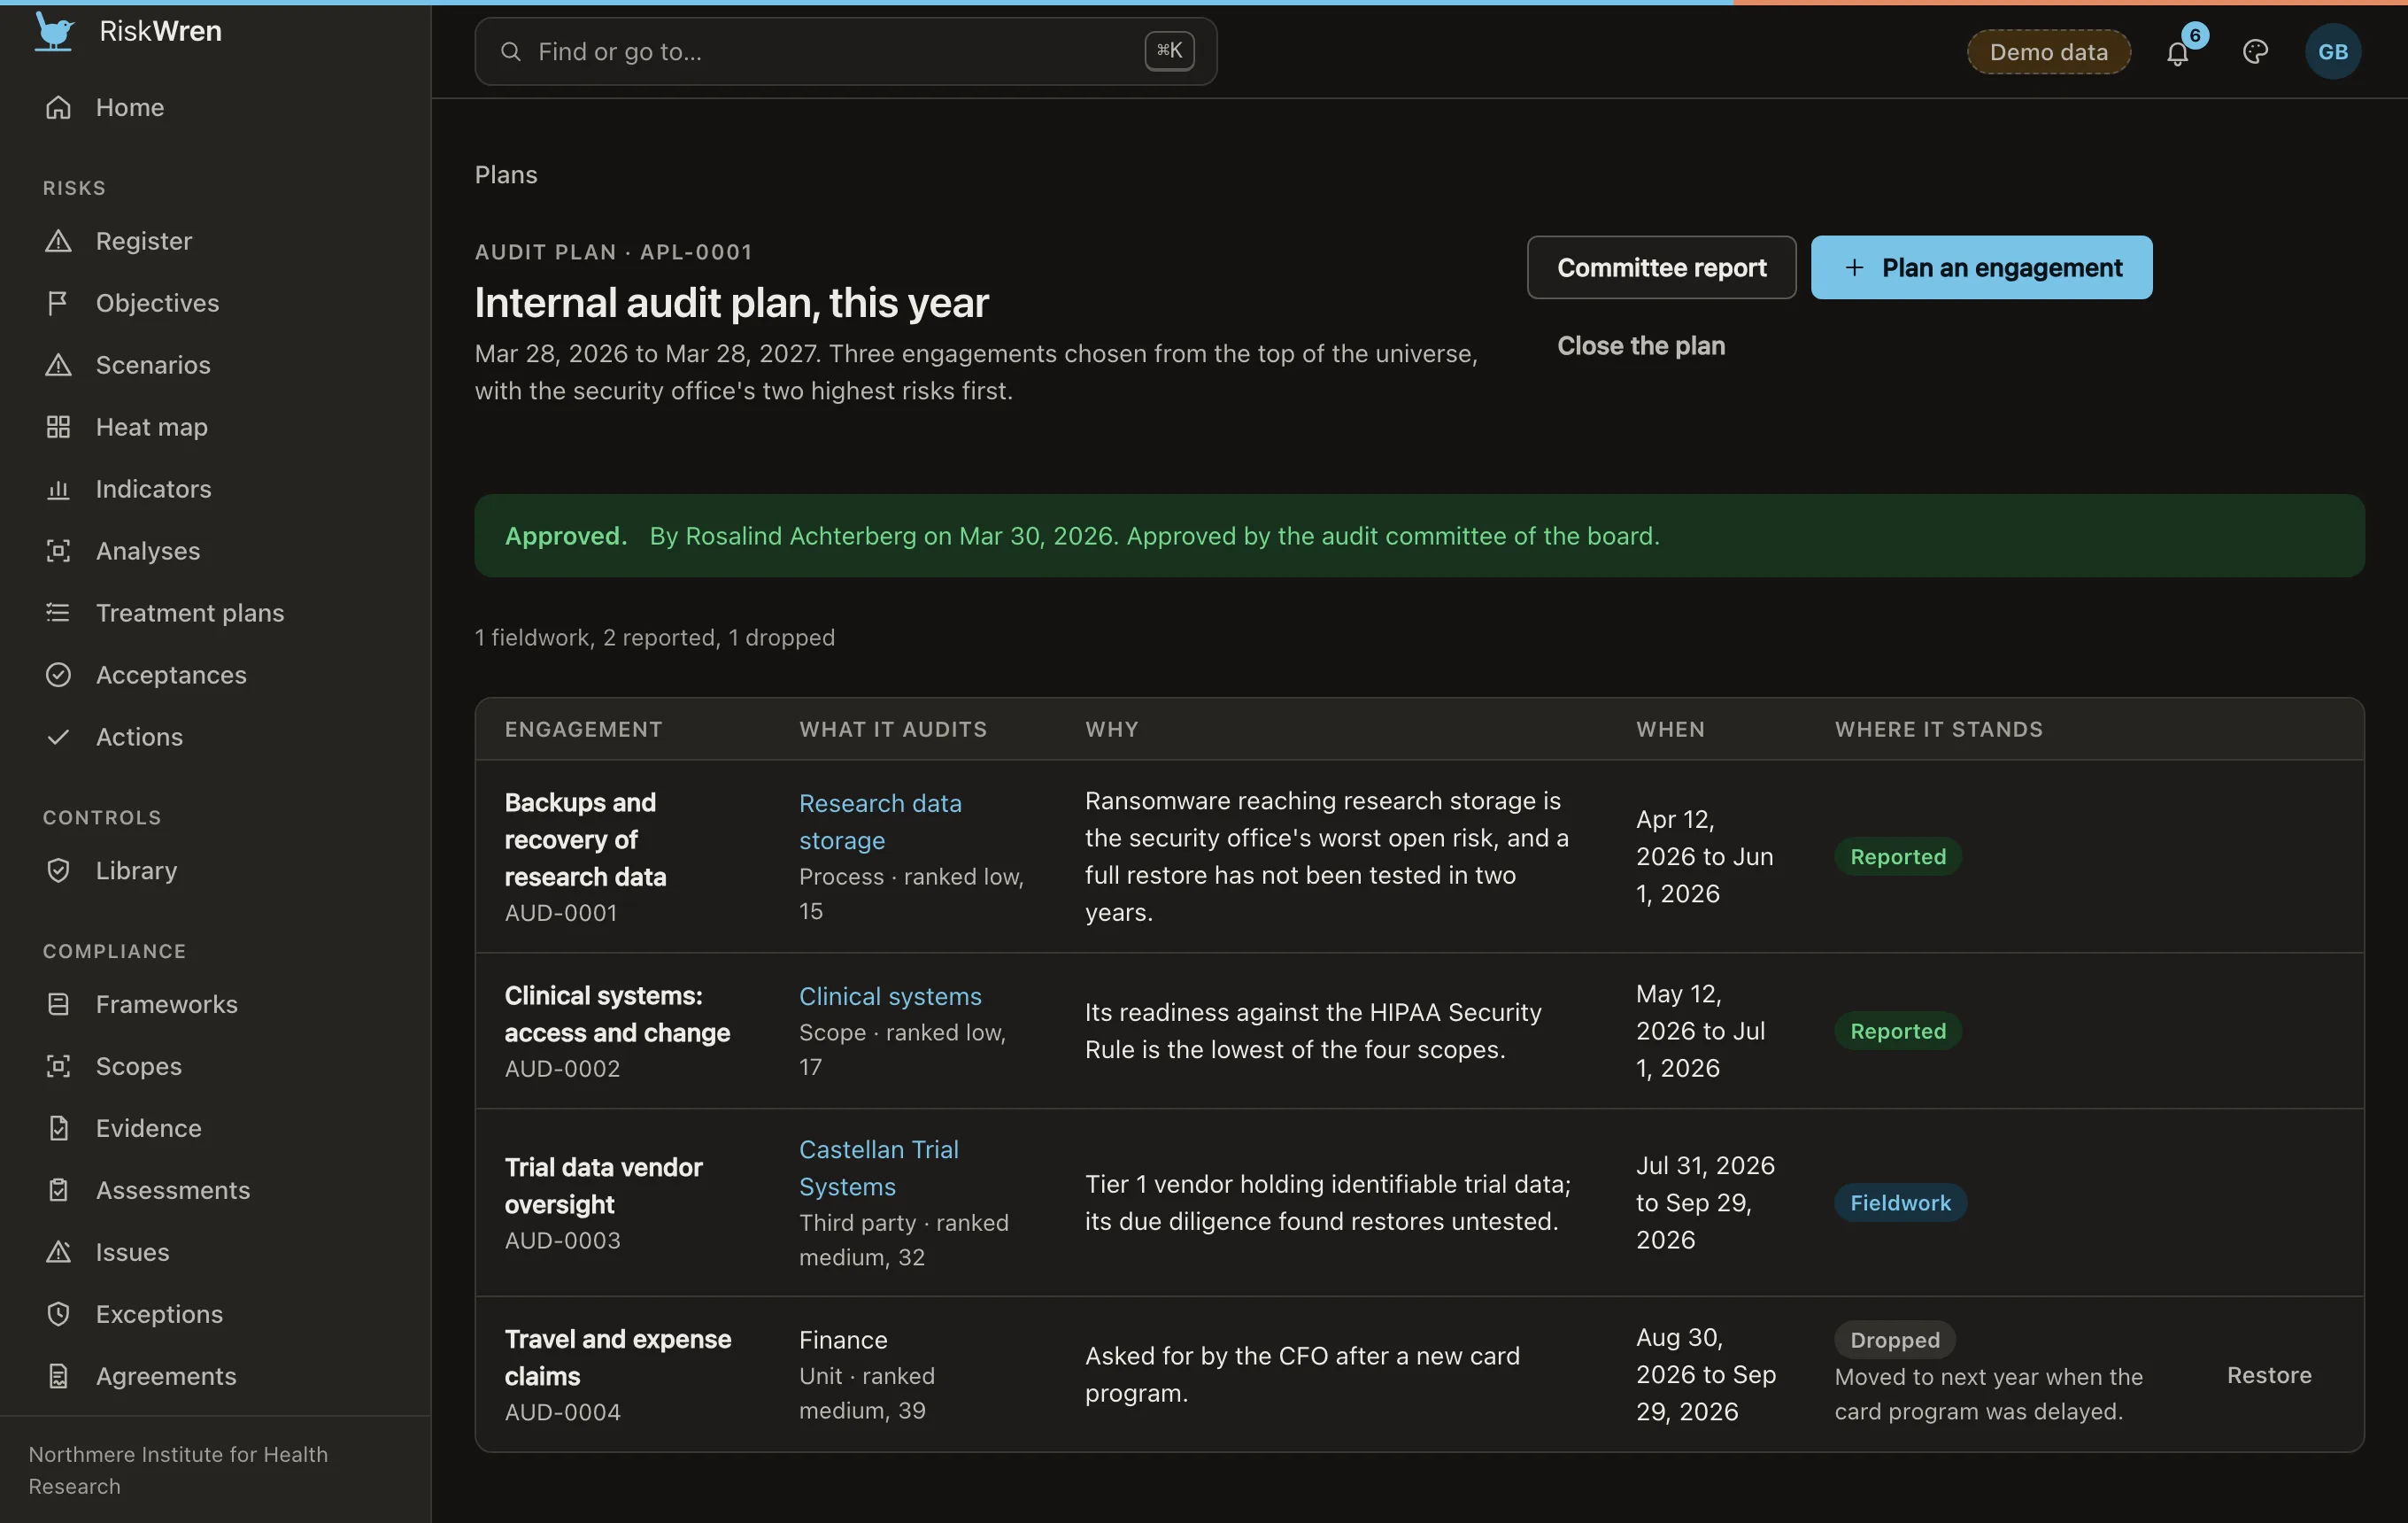 RiskWren
Find or go to...
⌘K
Demo data
6
GB
Home
RISKS
Register
Objectives
Scenarios
Heat map
Indicators
Analyses
Treatment plans
Acceptances
Actions
CONTROLS
Library
COMPLIANCE
Frameworks
Scopes
Evidence
Assessments
Issues
Exceptions
Agreements
Northmere Institute for Health
Research
Plans
AUDIT PLAN · APL-0001
Internal audit plan, this year
Mar 28, 2026 to Mar 28, 2027. Three engagements chosen from the top of the universe,
with the security office's two highest risks first.
Committee report
+ Plan an engagement
Close the plan
Approved. By Rosalind Achterberg on Mar 30, 2026. Approved by the audit committee of the board.
1 fieldwork, 2 reported, 1 dropped
ENGAGEMENT
WHAT IT AUDITS
WHY
WHEN
WHERE IT STANDS
Backups and
recovery of
research data
AUD-0001
Research data
storage
Process · ranked low,
15
Ransomware reaching research storage is
the security office's worst open risk, and a
full restore has not been tested in two
years.
Apr 12,
2026 to Jun
1, 2026
Reported
Clinical systems:
access and change
AUD-0002
Clinical systems
Scope · ranked low,
17
Its readiness against the HIPAA Security
Rule is the lowest of the four scopes.
May 12,
2026 to Jul
1, 2026
Reported
Trial data vendor
oversight
AUD-0003
Castellan Trial
Systems
Third party · ranked
medium, 32
Tier 1 vendor holding identifiable trial data;
its due diligence found restores untested.
Jul 31, 2026
to Sep 29,
2026
Fieldwork
Travel and expense
claims
AUD-0004
Finance
Unit · ranked
medium, 39
Asked for by the CFO after a new card
program.
Aug 30,
2026 to Sep
29, 2026
Dropped
Moved to next year when the
card program was delayed.
Restore